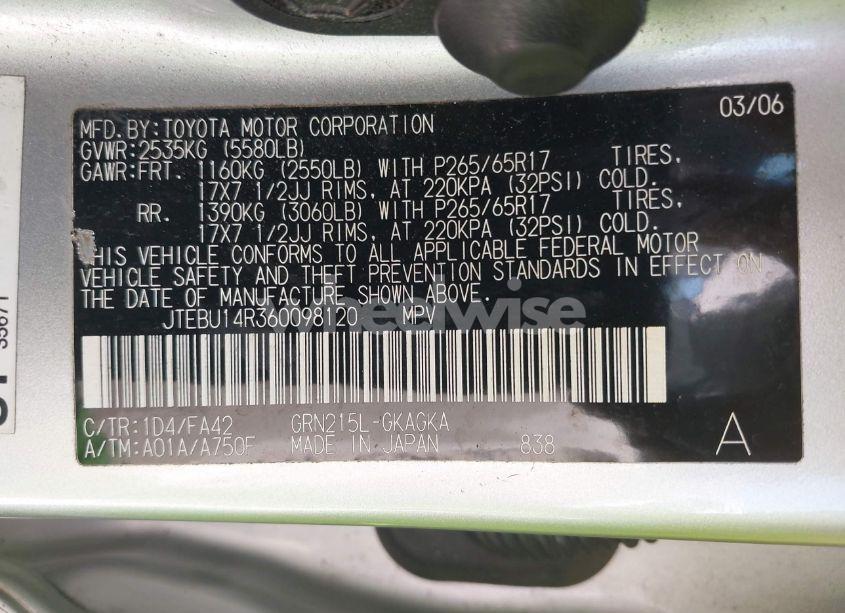 03/06
MFD.BY:TOYOTA MOTOR CORPORATION
GVWR:2535KG (5580LB)
GAWR:FRT. 1160KG (2550LB) WITH P265/65R17 TIRES,
17X7 1/2JJ RIMS, AT 220KPA (32PSI) COLD.
RR. 1390KG (3060LB) WITH P265/65R17 TIRES,
17X7 1/2JJ RIMS, AT 220KPA (32PSI) COLD.
THIS VEHICLE CONFORMS TO ALL APPLICABLE FEDERAL MOTOR
VEHICLE SAFETY AND THEFT PREVENTION STANDARDS IN EFFECT ON
THE DATE OF MANUFACTURE SHOWN ABOVE.
JTEBU14R360098120 MPV
C/TR:1D4/FA42 GRN215L-GKAGKA
A/TM:A01A/A750F MADE IN JAPAN 838 A